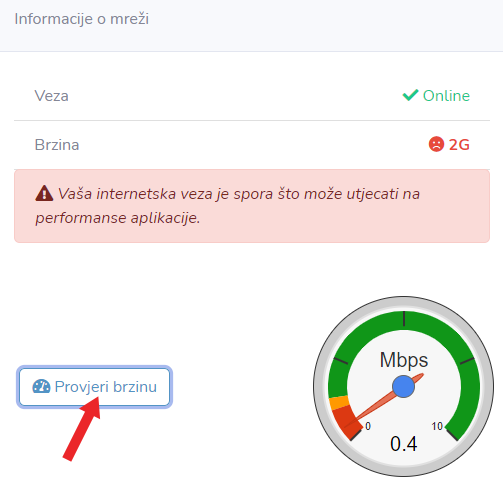 Informacije o mreži
Veza
Online
Brzina
2G
Vaša internetska veza je spora što može utjecati na
performanse aplikacije.
Provjeri brzinu
Mbps
0
10
0.4